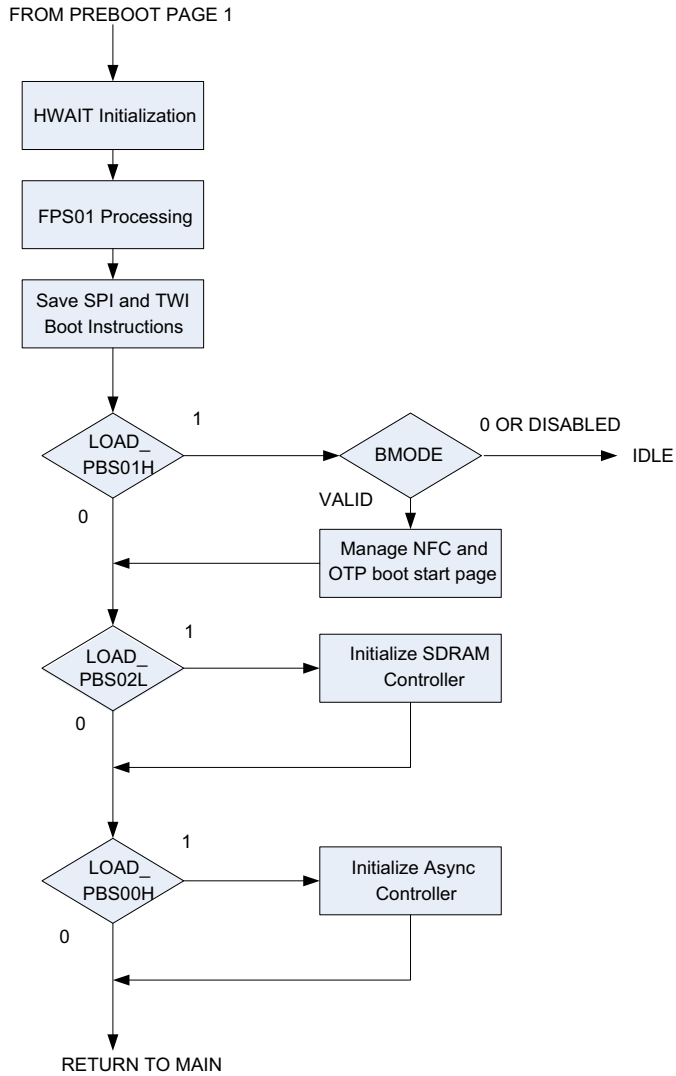 FROM PREBOOT PAGE 1
HWAIT Initialization
FPS01 Processing
Save SPI and TWI
Boot Instructions
LOAD_
PBS01H
1
0
BMODE
0 OR DISABLED
IDLE
VALID
Manage NFC and
OTP boot start page
LOAD_
PBS02L
1
0
Initialize SDRAM
Controller
LOAD_
PBS00H
1
0
Initialize Async
Controller
RETURN TO MAIN